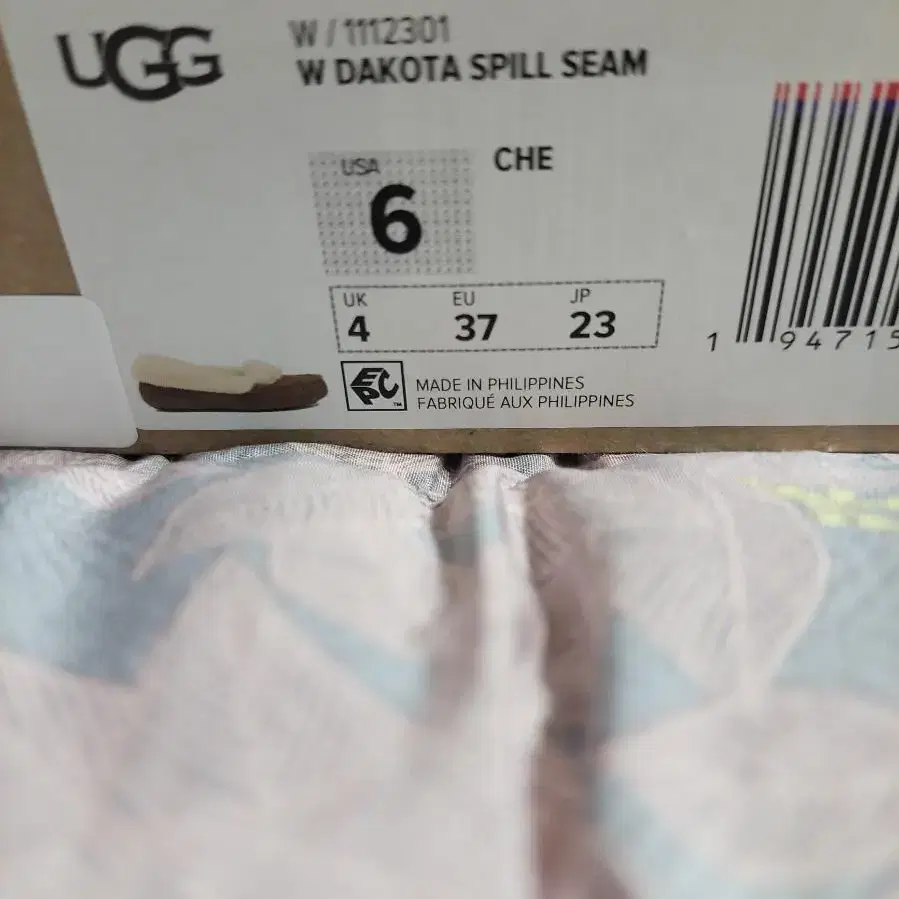 UGG
W / 1112301
W DAKOTA SPILL SEAM
USA
6
CHE
UK EU JP
4 37 23
EPC
TM
MADE IN PHILIPPINES
FABRIQUÉ AUX PHILIPPINES
1 94715